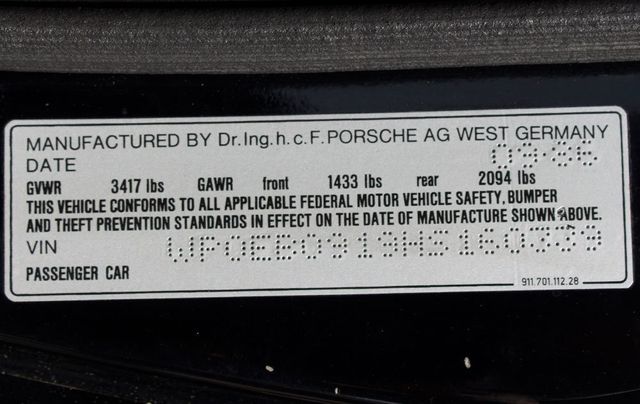 MANUFACTURED BY Dr.Ing.h.c.F.PORSCHE AG WEST GERMANY
DATE 09·86
GVWR 3417 lbs GAWR front 1433 lbs rear 2094 lbs
THIS VEHICLE CONFORMS TO ALL APPLICABLE FEDERAL MOTOR VEHICLE SAFETY, BUMPER
AND THEFT PREVENTION STANDARDS IN EFFECT ON THE DATE OF MANUFACTURE SHOWN ABOVE.
VIN WP0EB0919HS160339
PASSENGER CAR
911.701.112.28